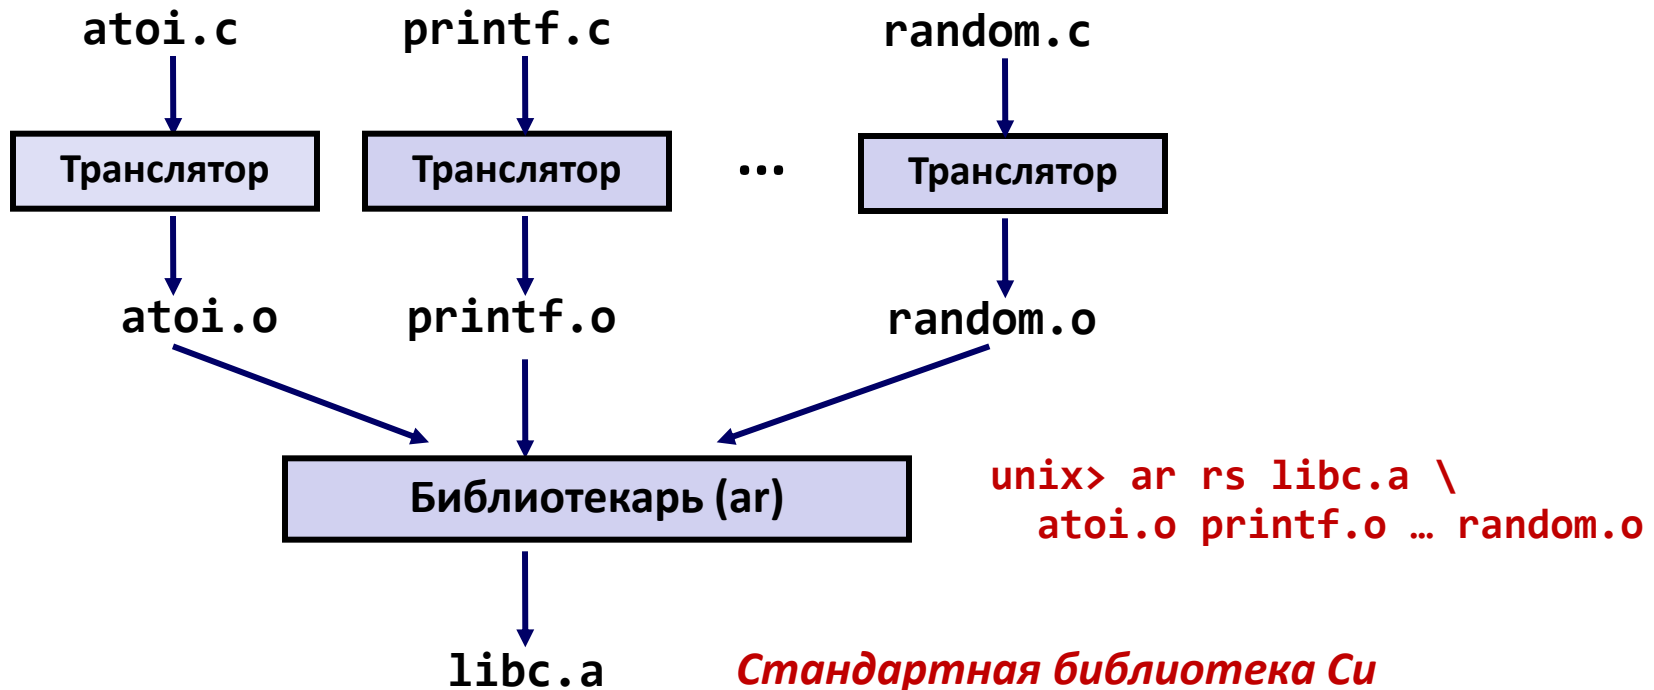 atoi.c printf.c random.c
Транслятор Транслятор ... Транслятор
atoi.o printf.o random.o
Библиотекарь (ar)
unix> ar rs libc.a \
atoi.o printf.o … random.o
libc.a Стандартная библиотека Си